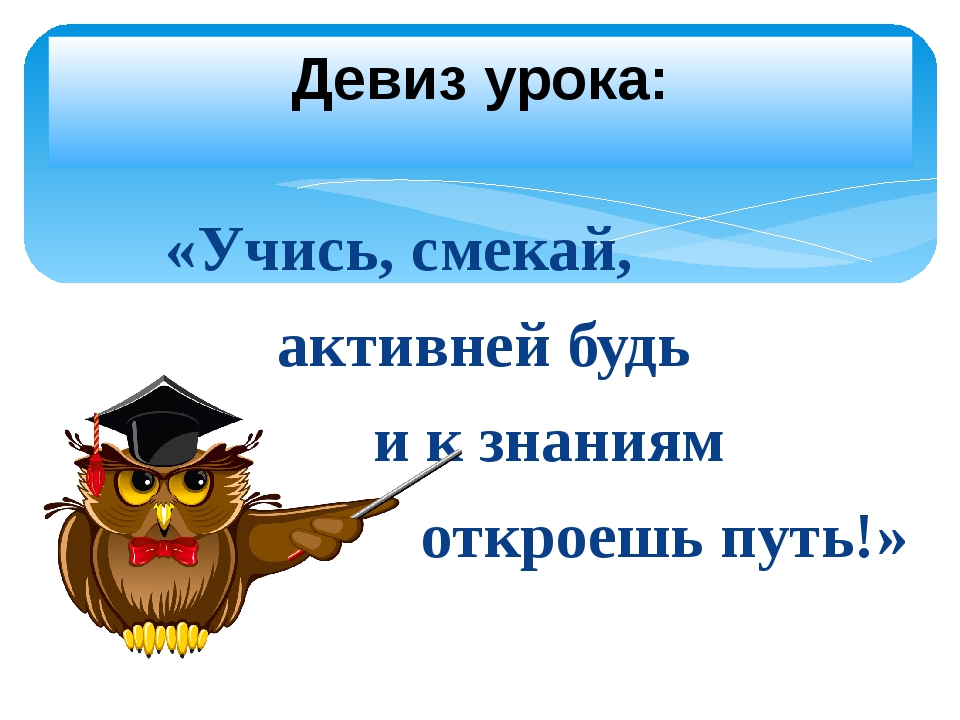 Девиз урока:
«Учись, смекай,
активней будь
и к знаниям
откроешь путь!»